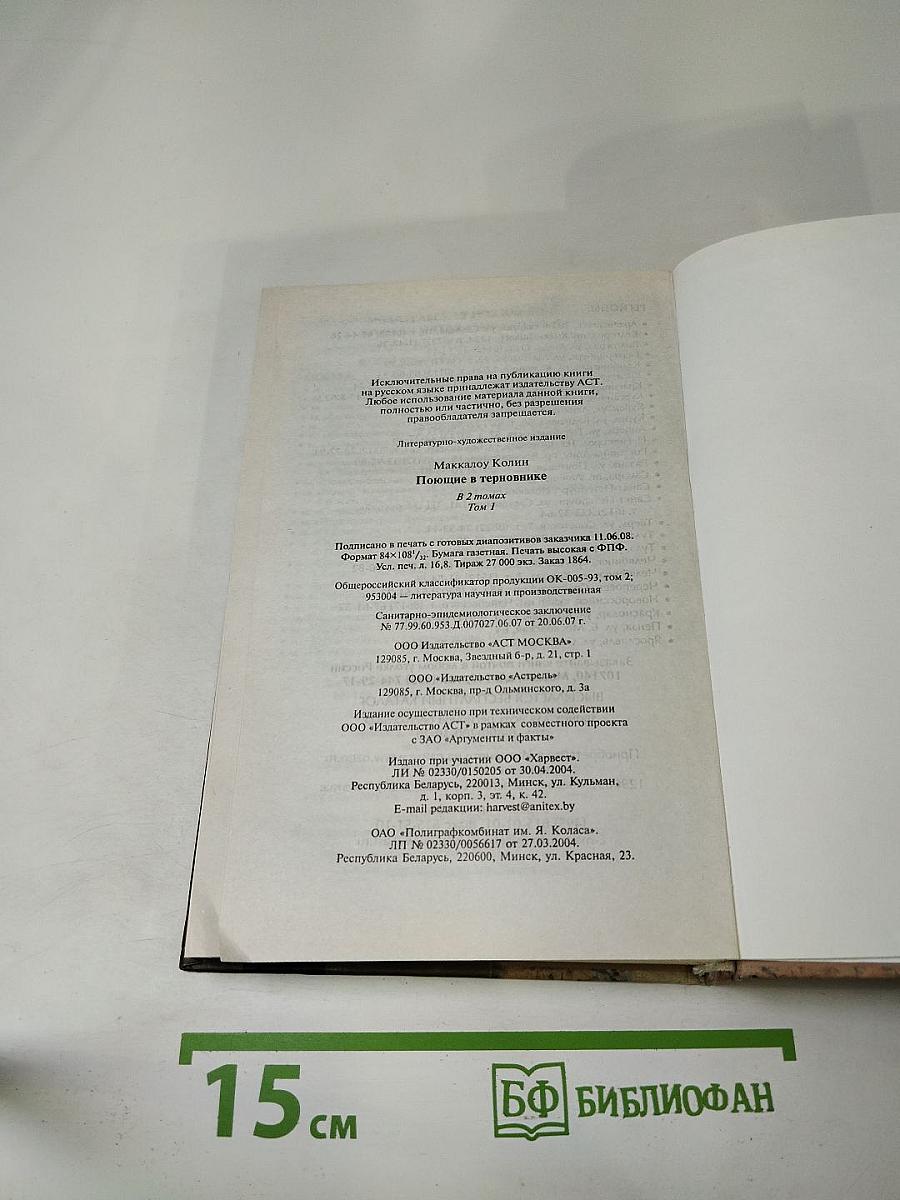 Исключительные права на публикацию книги
на русском языке принадлежат издательству АСТ.
Любое использование материала данной книги,
полностью или частично, без разрешения
правообладателя запрещается.
Литературно-художественное издание
Маккалоу Колин
Поющие в терновнике
В 2 томах
Том 1
Подписано в печать с готовых диапозитивов заказчика 11.06.08.
Формат 84×108¹/₃₂. Бумага газетная. Печать высокая с ФПФ.
Усл. печ. л. 16,8. Тираж 27 000 экз. Заказ 1864.
Общероссийский классификатор продукции ОК-005-93, том 2;
953004 — литература научная и производственная
Санитарно-эпидемиологическое заключение
№ 77.99.60.953.Д.007027.06.07 от 20.06.07 г.
ООО Издательство «АСТ МОСКВА»
129085, г. Москва, Звездный б-р, д. 21, стр. 1
ООО «Издательство «Астрель»
129085, г. Москва, пр-д Ольминского, д. 3а
Издание осуществлено при техническом содействии
ООО «Издательство АСТ» в рамках совместного проекта
с ЗАО «Аргументы и факты»
Издано при участии ООО «Харвест».
ЛИ № 02330/0150205 от 30.04.2004.
Республика Беларусь, 220013, Минск, ул. Кульман,
д. 1, корп. 3, эт. 4, к. 42.
E-mail редакции: harvest@anitex.by
ОАО «Полиграфкомбинат им. Я. Коласа».
ЛП № 02330/0056617 от 27.03.2004.
Республика Беларусь, 220600, Минск, ул. Красная, 23.
15 см
БФ БИБЛИОФАН